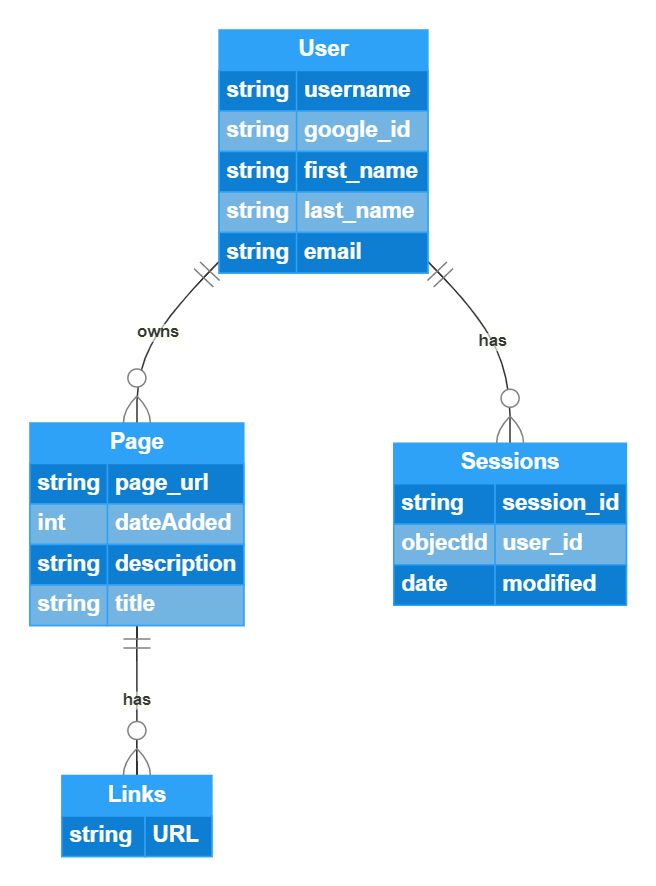 User
string username
string google_id
string first_name
string last_name
string email
owns
has
Page
string page_url
int dateAdded
string description
string title
Sessions
string session_id
objectId user_id
date modified
has
Links
string URL